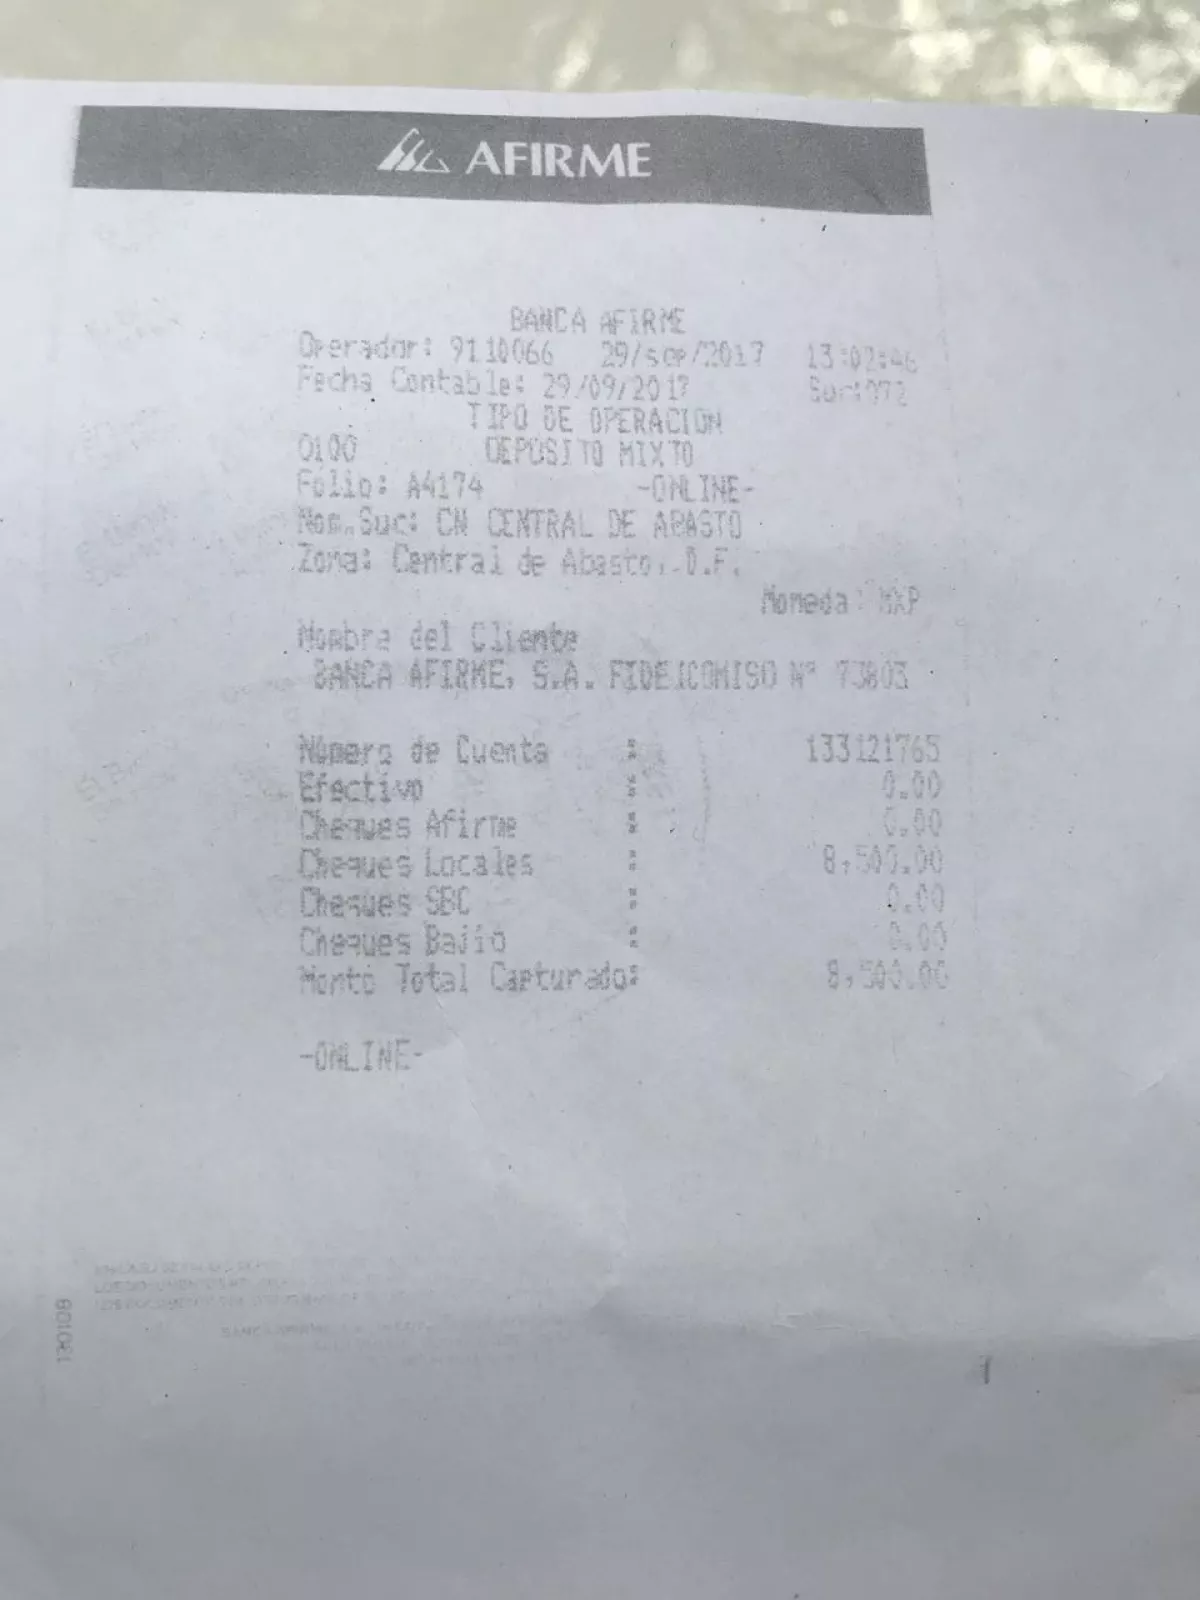 AFIRME
BANCA AFIRME
Operador: 9110066 29/sep/2017 13:02:46
Fecha Contable: 29/09/2017 Suc:072
TIPO DE OPERACION
0100 DEPOSITO MIXTO
Folio: A4174 -ONLINE-
Nom.Suc: CN CENTRAL DE ABASTO
Zona: Central de Abasto, D.F.
Moneda: MXP
Nombre del Cliente
BANCA AFIRME, S.A. FIDEICOMISO Nº 73803
Número de Cuenta : 133121765
Efectivo : 0.00
Cheques Afirme : 0.00
Cheques Locales : 8,500.00
Cheques SBC : 0.00
Cheques Bajío : 0.00
Monto Total Capturado: 8,500.00
-ONLINE-